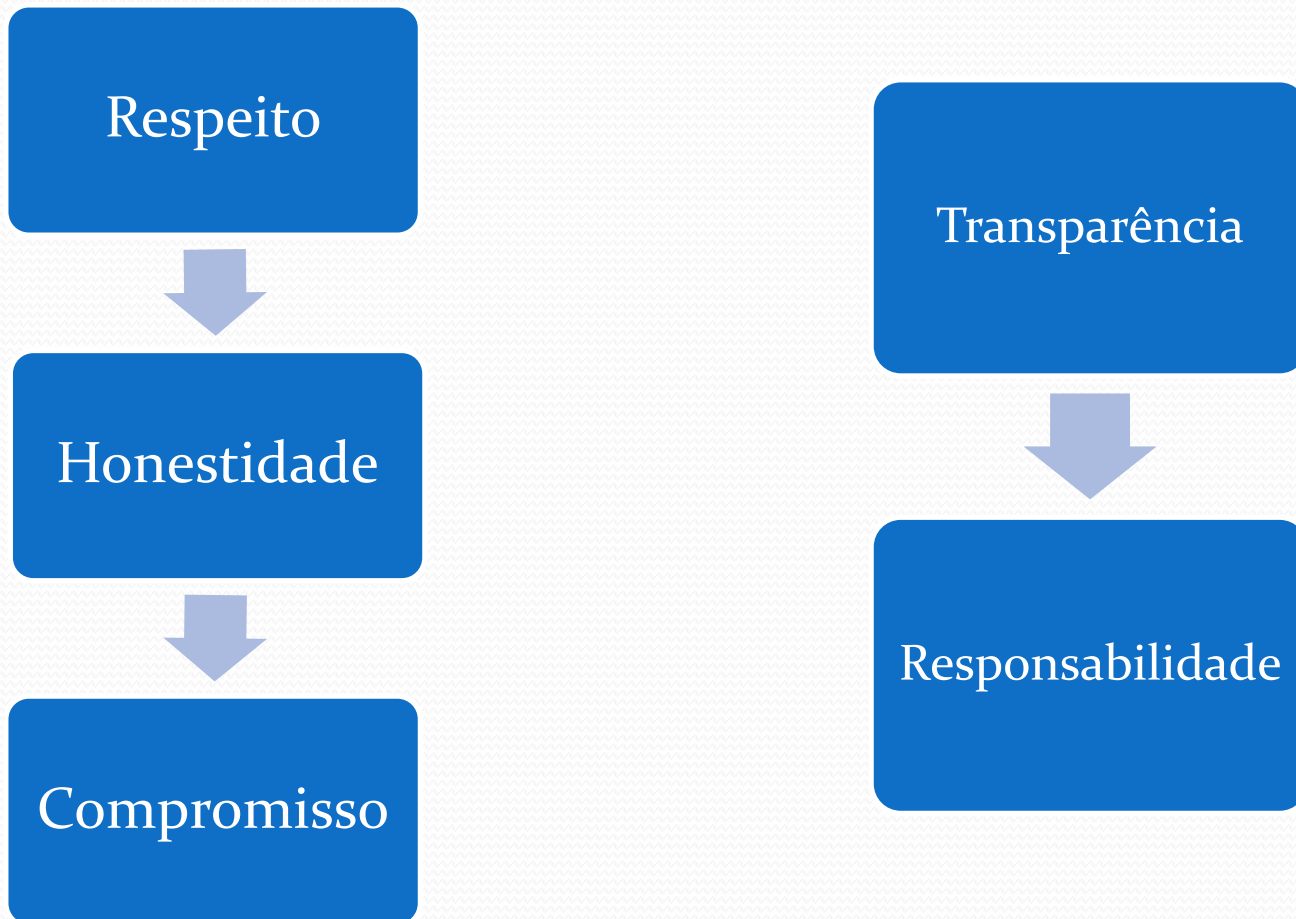 Respeito
Honestidade
Compromisso
Transparência
Responsabilidade